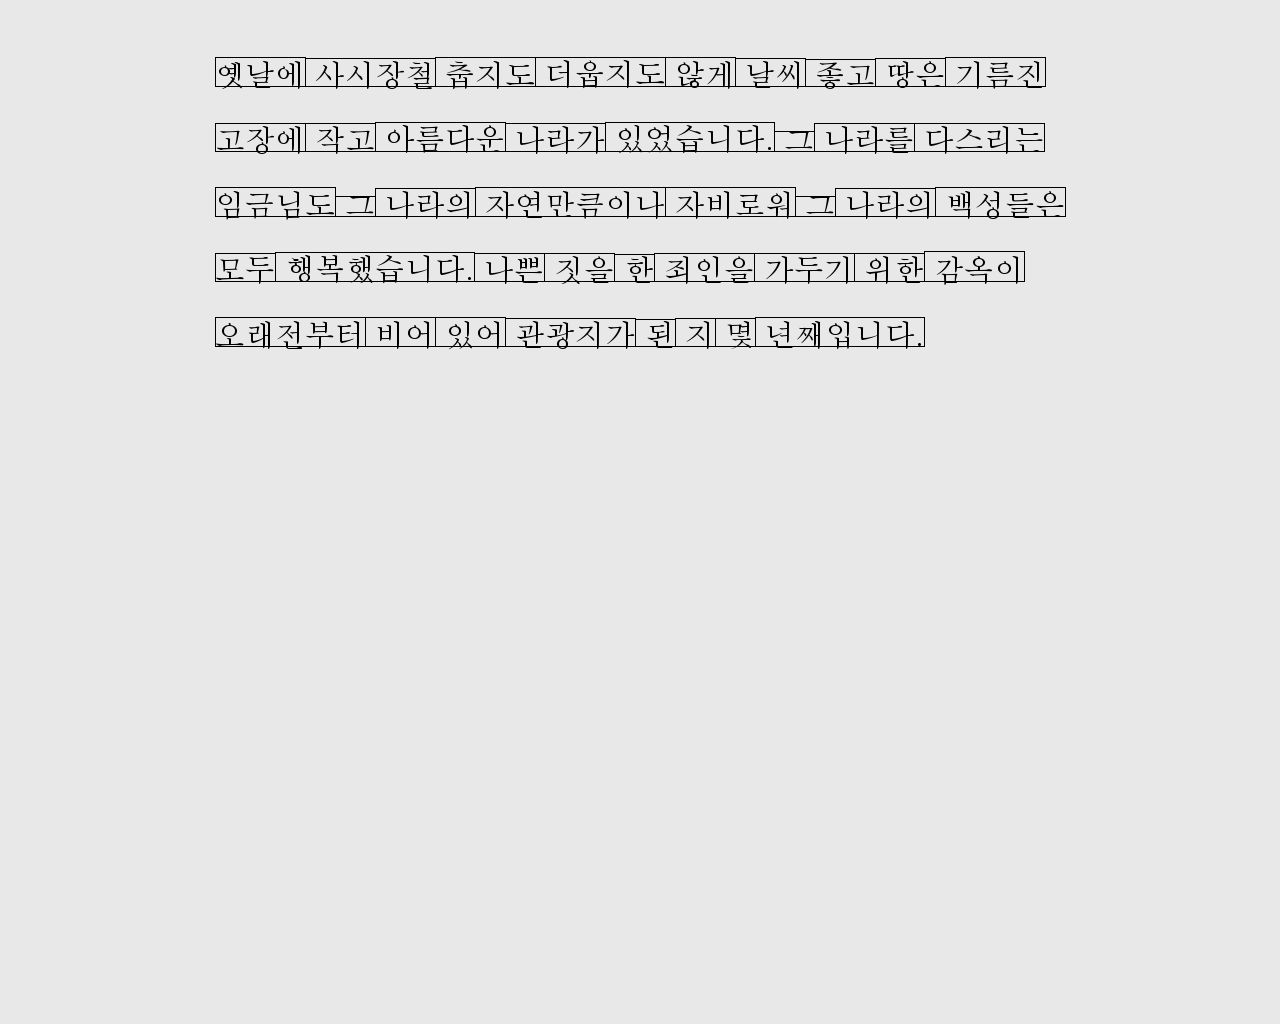 옛날에 사시장철 춥지도 더웁지도 않게 날씨 좋고 땅은 기름진
고장에 작고 아름다운 나라가 있었습니다. 그 나라를 다스리는
임금님도 그 나라의 자연만큼이나 자비로워 그 나라의 백성들은
모두 행복했습니다. 나쁜 짓을 한 죄인을 가두기 위한 감옥이
오래전부터 비어 있어 관광지가 된 지 몇 년째입니다.